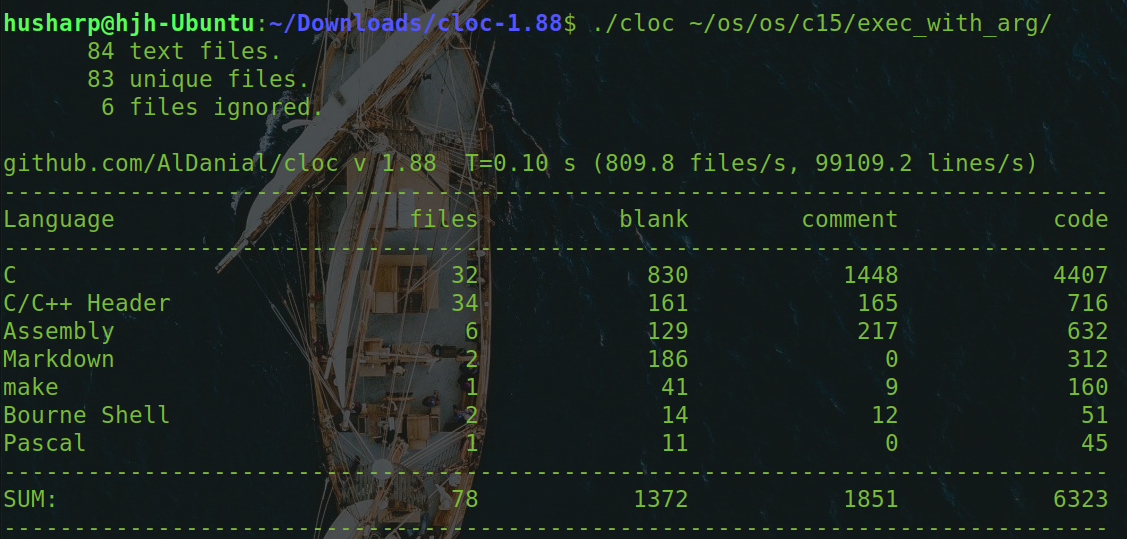 husharp@hjh-Ubuntu:~/Downloads/cloc-1.88$ ./cloc ~/os/os/c15/exec_with_arg/
      84 text files.
      83 unique files.
       6 files ignored.

github.com/AlDanial/cloc v 1.88  T=0.10 s (809.8 files/s, 99109.2 lines/s)
-------------------------------------------------------------------------------
Language                     files          blank        comment           code
-------------------------------------------------------------------------------
C                               32            830           1448           4407
C/C++ Header                    34            161            165            716
Assembly                         6            129            217            632
Markdown                         2            186              0            312
make                             1             41              9            160
Bourne Shell                     2             14             12             51
Pascal                           1             11              0             45
-------------------------------------------------------------------------------
SUM:                            78           1372           1851           6323
-------------------------------------------------------------------------------